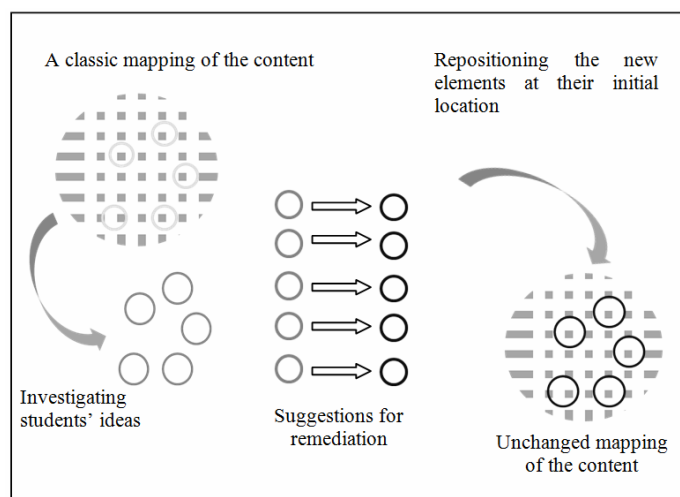 A classic mapping of the content
Repositioning the new
elements at their initial
location
Investigating
students’ ideas
Suggestions for
remediation
Unchanged mapping
of the content